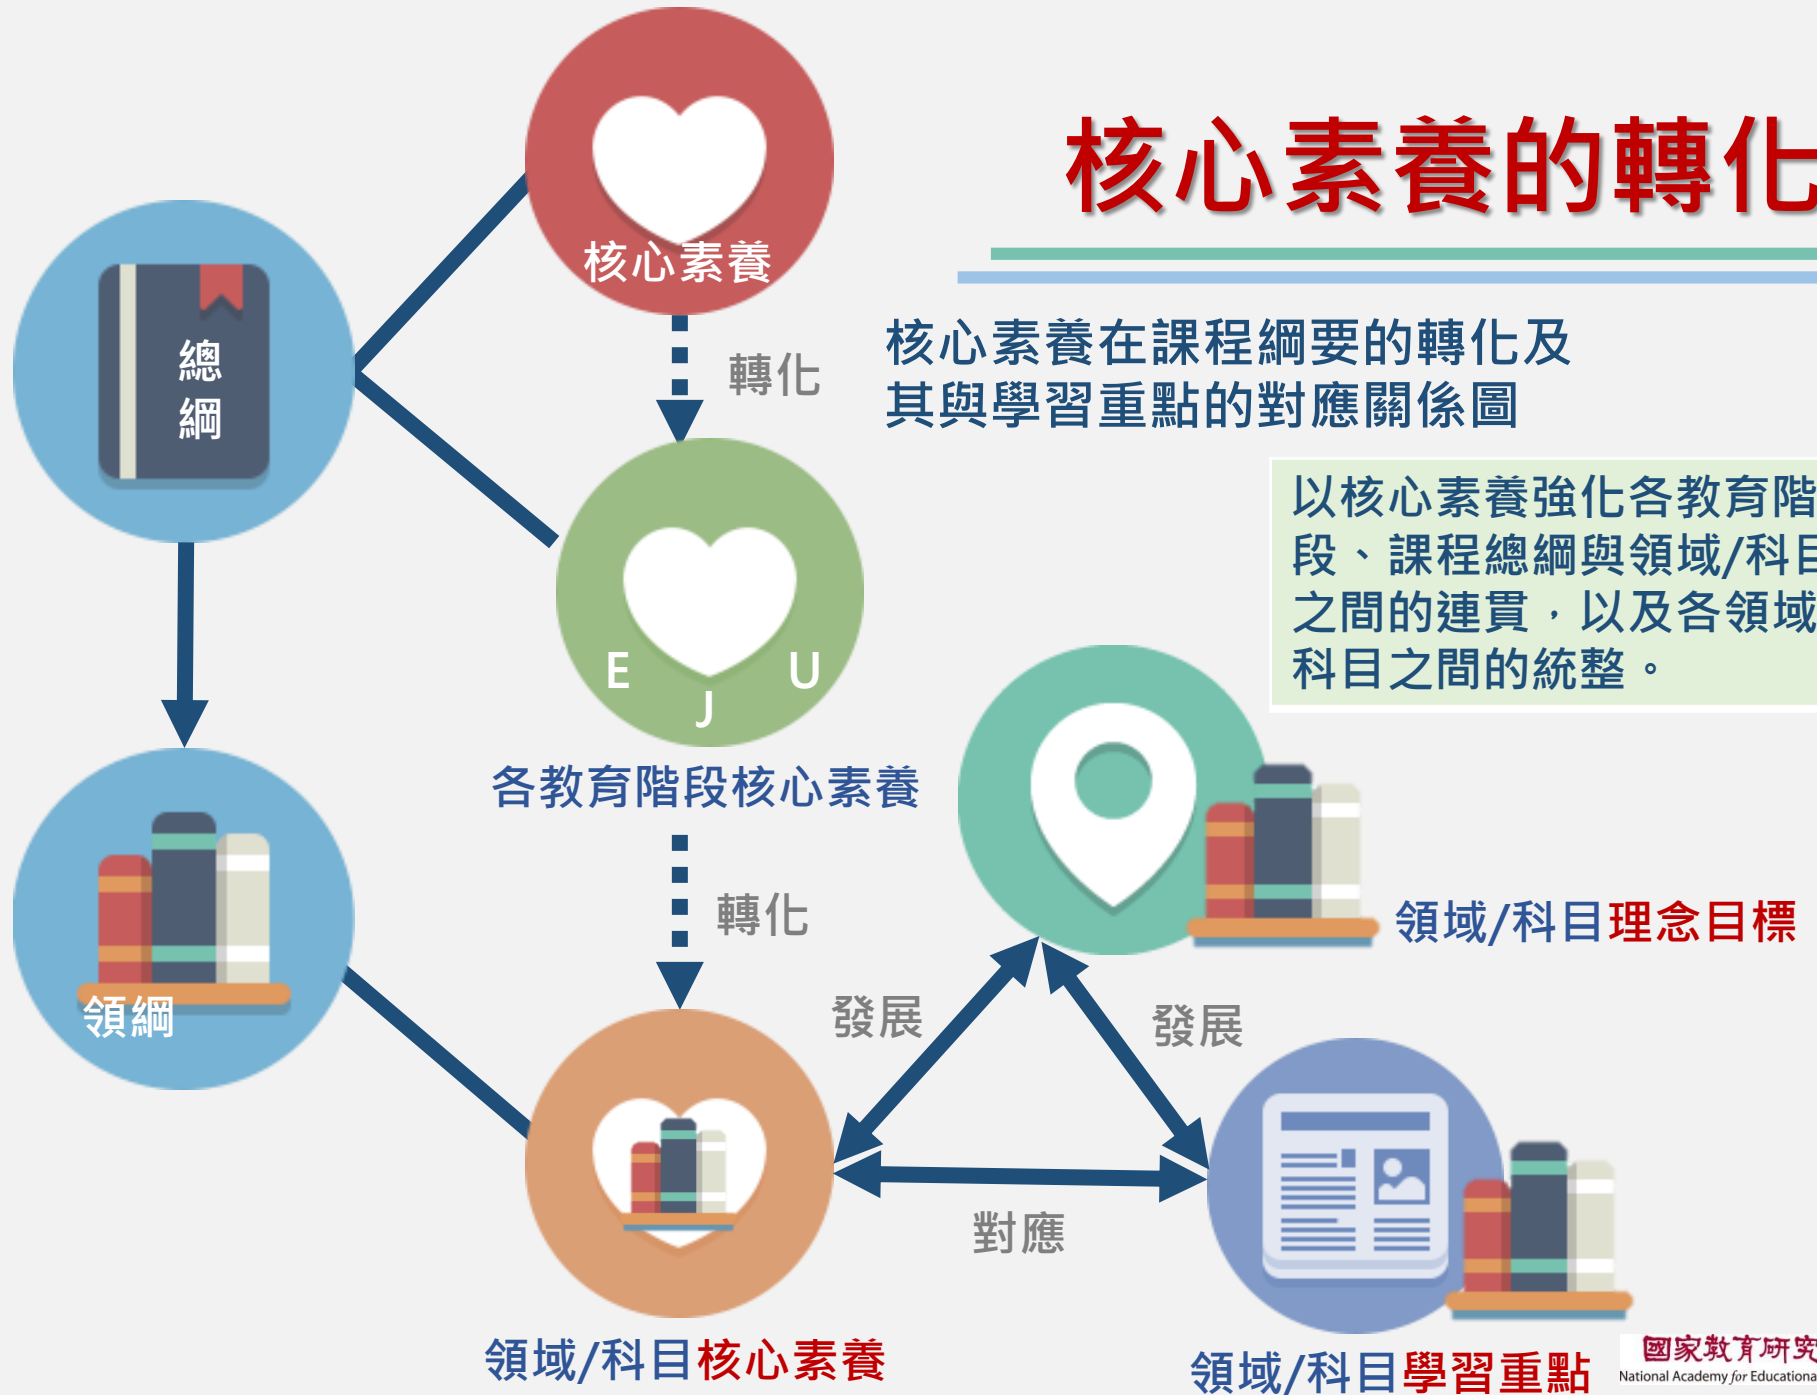 核心素養的轉化
核心素養
總
綱
轉化
核心素養在課程綱要的轉化及
其與學習重點的對應關係圖
以核心素養強化各教育階
段、課程總綱與領域/科目
之間的連貫，以及各領域
科目之間的統整。
E
J
U
各教育階段核心素養
轉化
領綱
領域/科目理念目標
發展
發展
對應
領域/科目核心素養
領域/科目學習重點
國家教育研究
National Academy for Educational